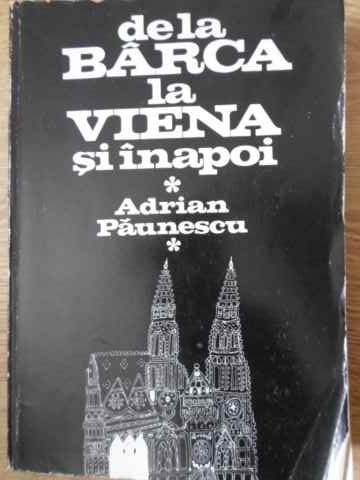 de la
BÂRCA
la
VIENA
și înapoi
*
Adrian
Păunescu
*